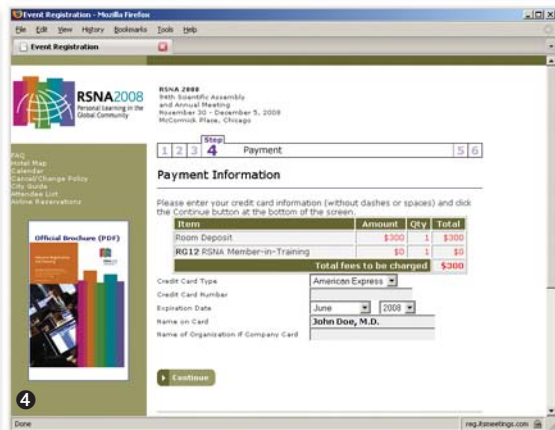 Event Registration - Mozilla Firefox
File Edit View History Bookmarks Tools Help
Event Registration
RSNA2008
Personal Learning in the
Global Community
RSNA 2008
94th Scientific Assembly
and Annual Meeting
November 30 - December 5, 2008
McCormick Place, Chicago
FAQ
Hotel Map
Calendar
Cancel/Change Policy
City Guide
Attendee List
Airline Reservations
Official Brochure (PDF)
1 2 3 Step 4 Payment 5 6
Payment Information
Please enter your credit card information (without dashes or spaces) and click
the Continue button at the bottom of the screen.
Item Amount Qty Total
Room Deposit $300 1 $300
RG12 RSNA Member-in-Training $0 1 $0
Total fees to be charged $300
Credit Card Type American Express
Credit Card Number
Expiration Date June 2008
Name on Card John Doe, M.D.
Name of Organization If Company Card
Continue
4
Done reg.itsmeetings.com